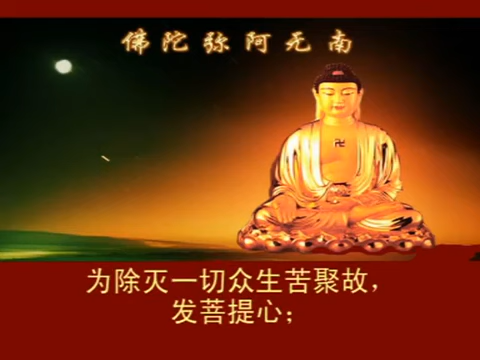 佛陀弥阿无南
卍
为除灭一切众生苦聚故，
发菩提心；